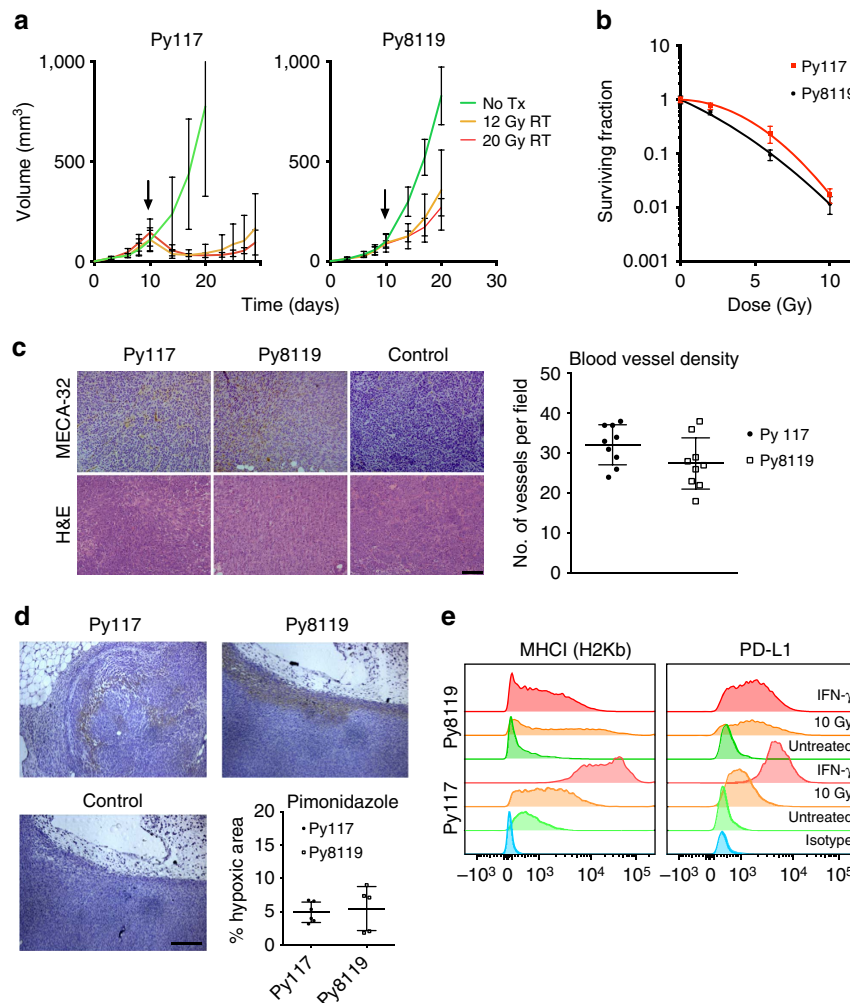 a
Py117
Py8119
Volume (mm³)
1,000
500
0
0 10 20
1,000
500
0
0 10 20 30
Time (days)
No Tx
12 Gy RT
20 Gy RT
b
Surviving fraction
10
1
0.1
0.01
0.001
0 5 10
Dose (Gy)
Py117
Py8119
c
Py117 Py8119 Control
MECA-32
H&E
Blood vessel density
No. of vessels per field
50
40
30
20
10
0
Py 117
Py8119
d
Py117
Py8119
Control
Pimonidazole
% hypoxic area
15
10
5
0
Py117
Py8119
Py117
Py8119
e
MHCI (H2Kb)
PD-L1
Py8119
Py117
IFN-γ
10 Gy
Untreated
IFN-γ
10 Gy
Untreated
Isotype
−10³ 0 10³ 10⁴ 10⁵
−10³ 0 10³ 10⁴ 10⁵